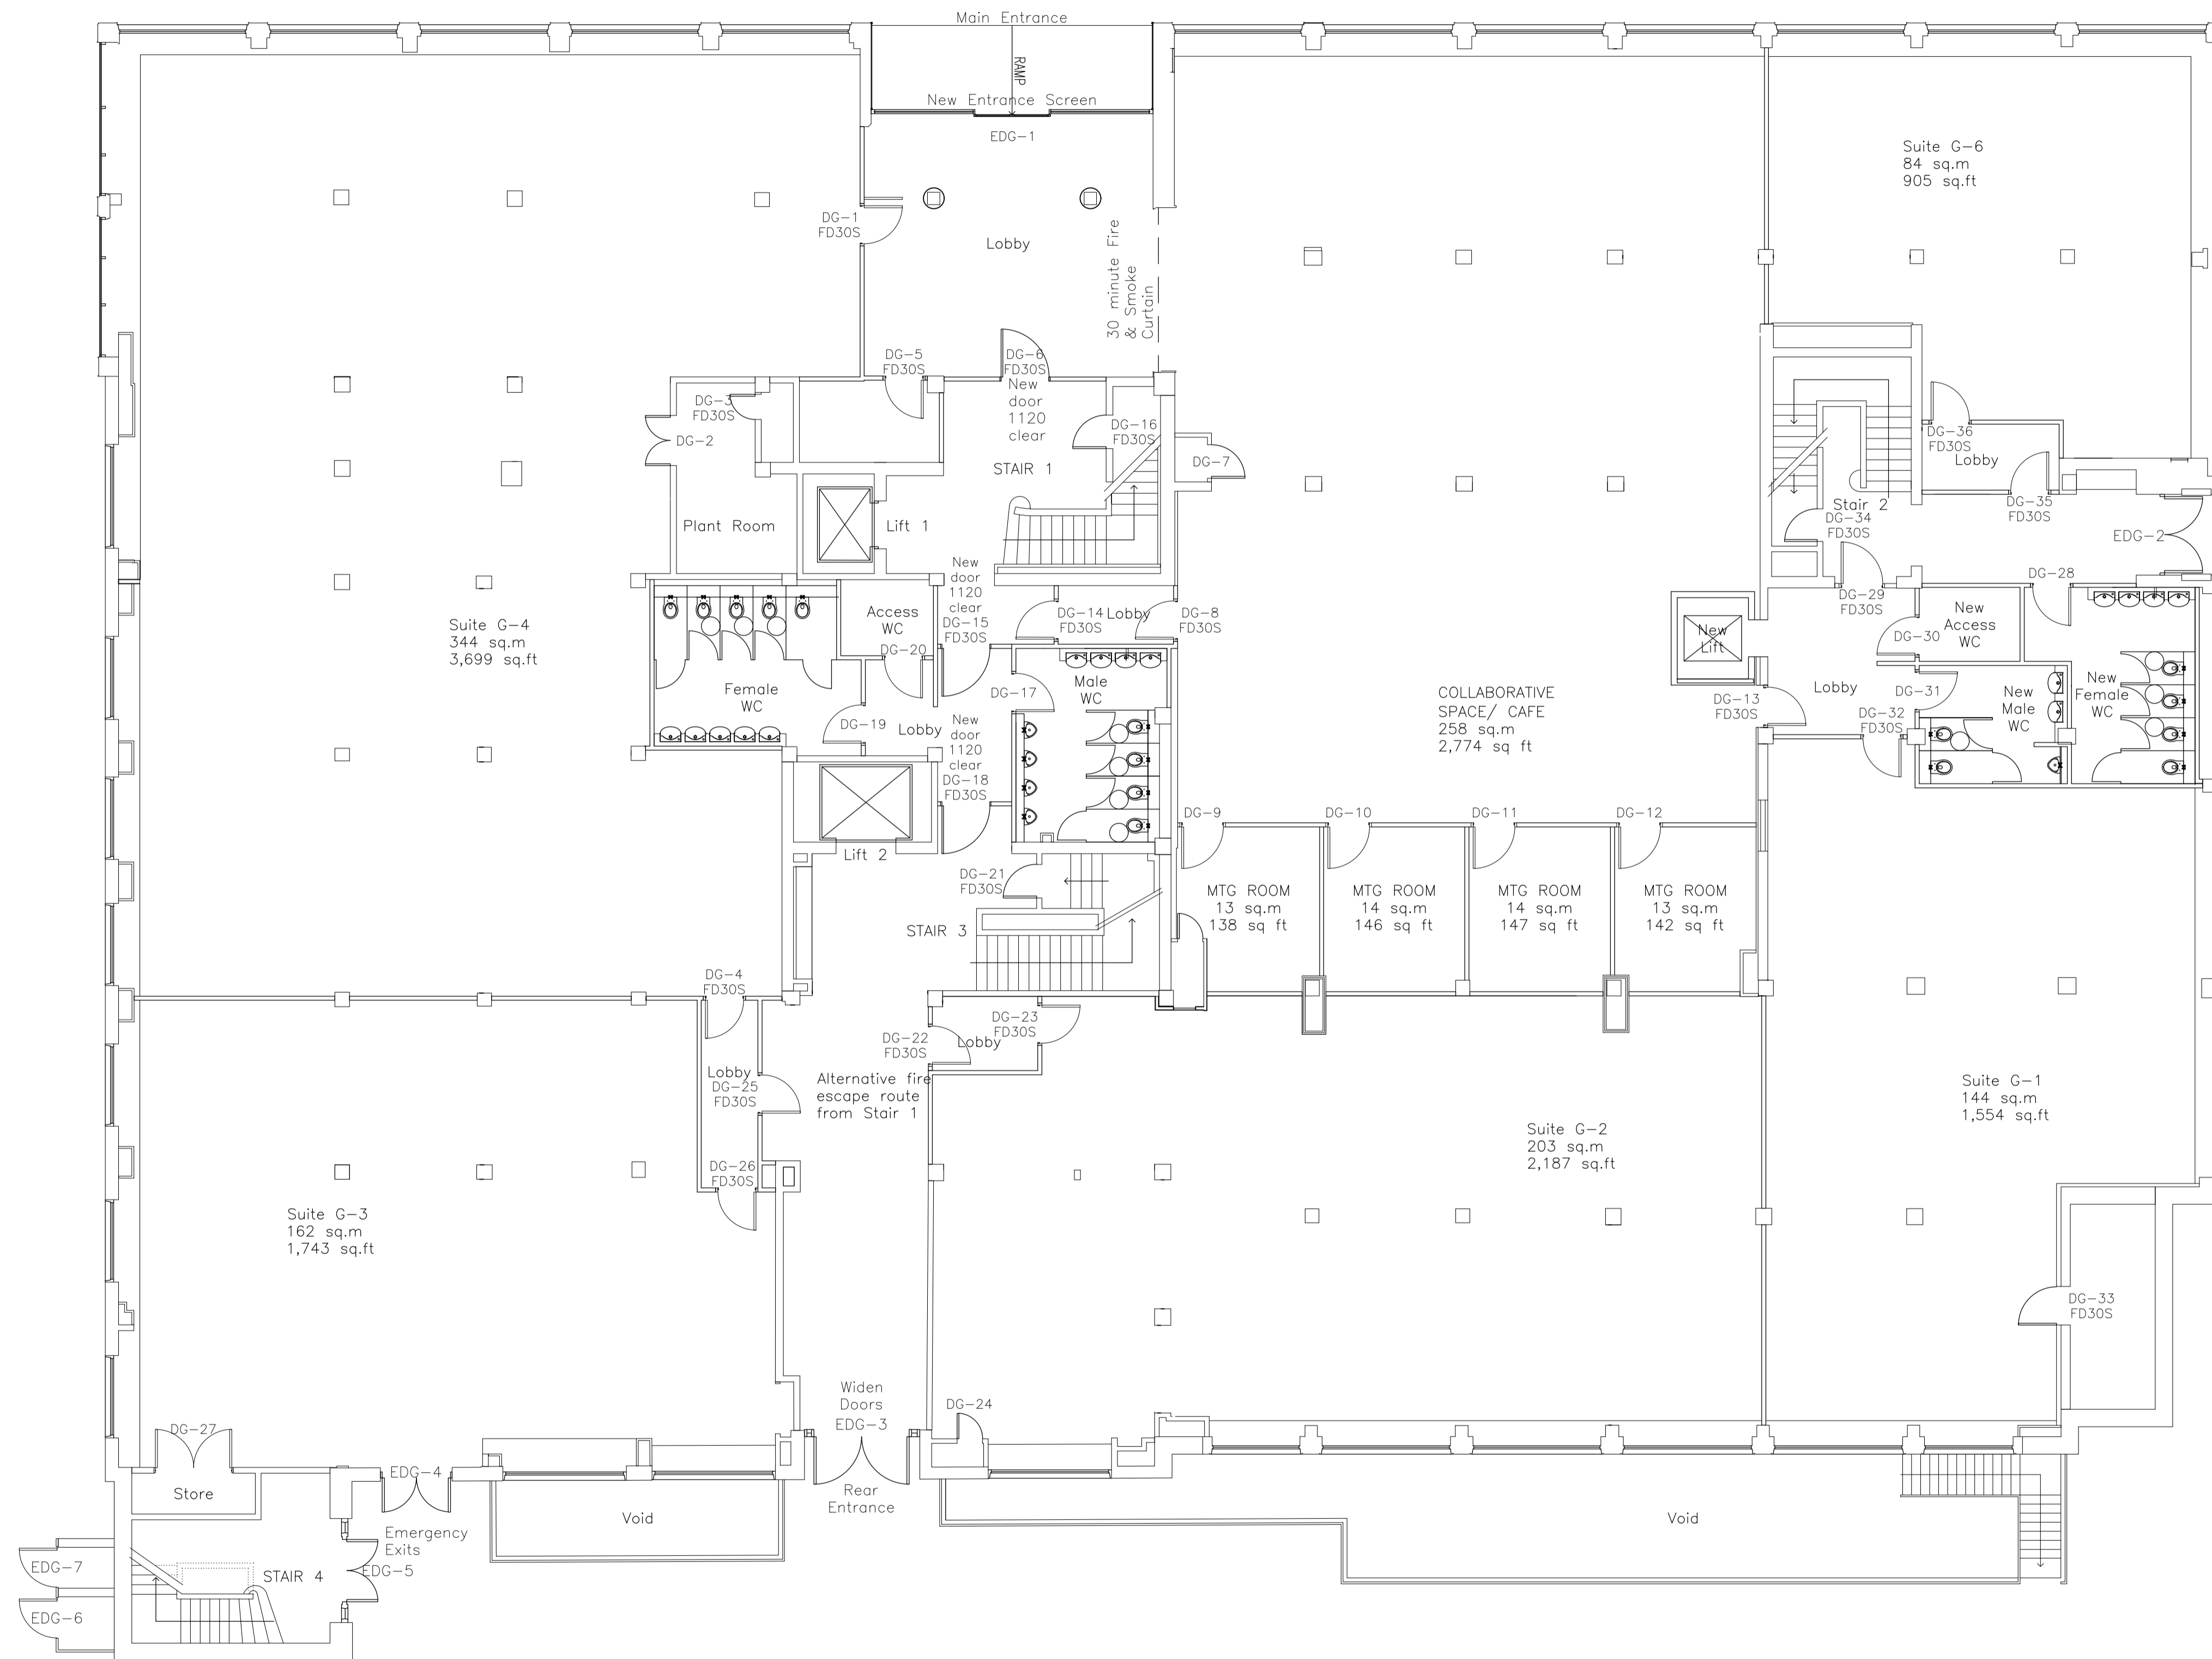 Main Entrance
RAMP
New Entrance Screen
EDG-1
Suite G-6
84 sq.m
905 sq.ft
DG-1
FD30S
Lobby
30 minute Fire
& Smoke
Curtain
DG-5
FD30S
DG-6
FD30S
New
door
1120
clear
DG-3
FD30S
DG-2
DG-16
FD30S
STAIR 1
DG-7
DG-36
FD30S
Lobby
Plant Room
Lift 1
Stair 2
DG-34
FD30S
DG-35
FD30S
EDG-2
New
door
1120
clear
DG-15
FD30S
DG-14
FD30S
Lobby
DG-8
FD30S
DG-29
FD30S
DG-28
Suite G-4
344 sq.m
3,699 sq.ft
Access
WC
DG-20
New
Lift
DG-30
New
Access
WC
Female
WC
DG-19
Lobby
DG-17
Male
WC
New
door
1120
clear
DG-18
FD30S
COLLABORATIVE
SPACE/ CAFE
258 sq.m
2,774 sq ft
DG-13
FD30S
Lobby
DG-31
DG-32
FD30S
New
Male
WC
New
Female
WC
Lift 2
DG-9
DG-10
DG-11
DG-12
DG-21
FD30S
STAIR 3
MTG ROOM
13 sq.m
138 sq ft
MTG ROOM
14 sq.m
146 sq ft
MTG ROOM
14 sq.m
147 sq ft
MTG ROOM
13 sq.m
142 sq ft
DG-4
FD30S
DG-22
FD30S
DG-23
FD30S
Lobby
Lobby
DG-25
FD30S
Alternative fire
escape route
from Stair 1
Suite G-1
144 sq.m
1,554 sq.ft
Suite G-2
203 sq.m
2,187 sq.ft
DG-26
FD30S
Suite G-3
162 sq.m
1,743 sq.ft
DG-33
FD30S
Widen
Doors
EDG-3
DG-24
DG-27
EDG-4
Store
Rear
Entrance
Void
Void
Emergency
Exits
EDG-5
EDG-7
STAIR 4
EDG-6